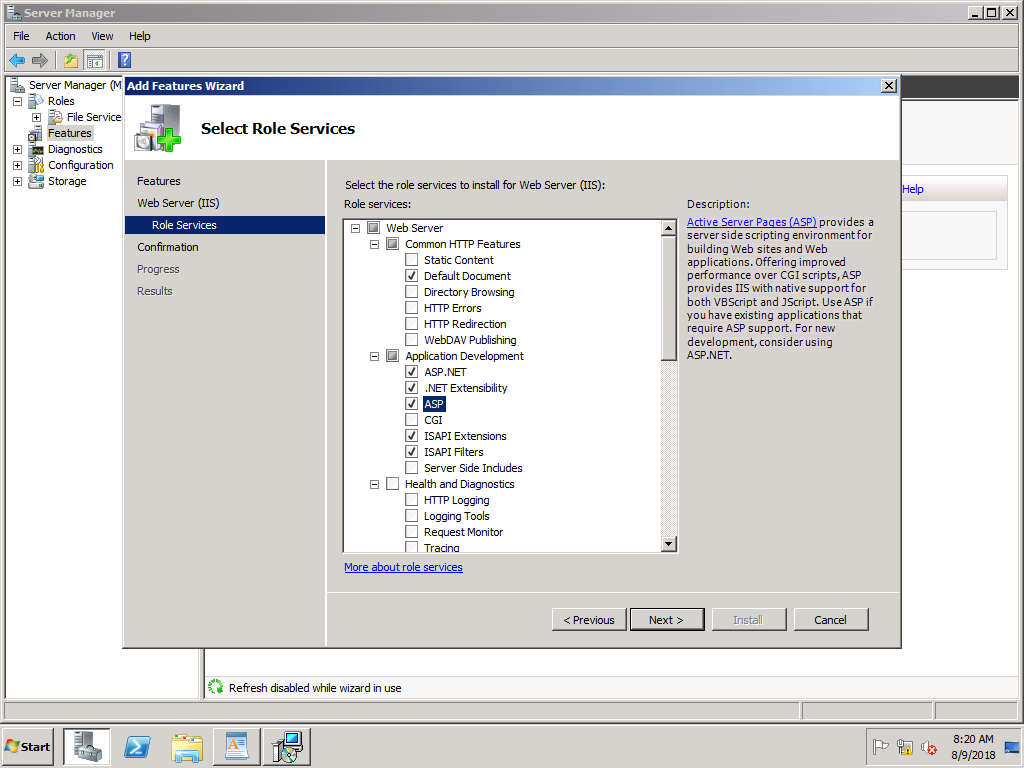 Server Manager
File Action View Help
Server Manager (M
Roles
File Service
Features
Diagnostics
Configuration
Storage
Add Features Wizard
Select Role Services
Features
Web Server (IIS)
Role Services
Confirmation
Progress
Results
Select the role services to install for Web Server (IIS):
Role services:
Web Server
Common HTTP Features
Static Content
Default Document
Directory Browsing
HTTP Errors
HTTP Redirection
WebDAV Publishing
Application Development
ASP.NET
.NET Extensibility
ASP
CGI
ISAPI Extensions
ISAPI Filters
Server Side Includes
Health and Diagnostics
HTTP Logging
Logging Tools
Request Monitor
Tracing
More about role services
Description:
Active Server Pages (ASP) provides a
server side scripting environment for
building Web sites and Web
applications. Offering improved
performance over CGI scripts, ASP
provides IIS with native support for
both VBScript and JScript. Use ASP if
you have existing applications that
require ASP support. For new
development, consider using
ASP.NET.
Help
< Previous Next > Install Cancel
Refresh disabled while wizard in use
Start
8:20 AM
8/9/2018